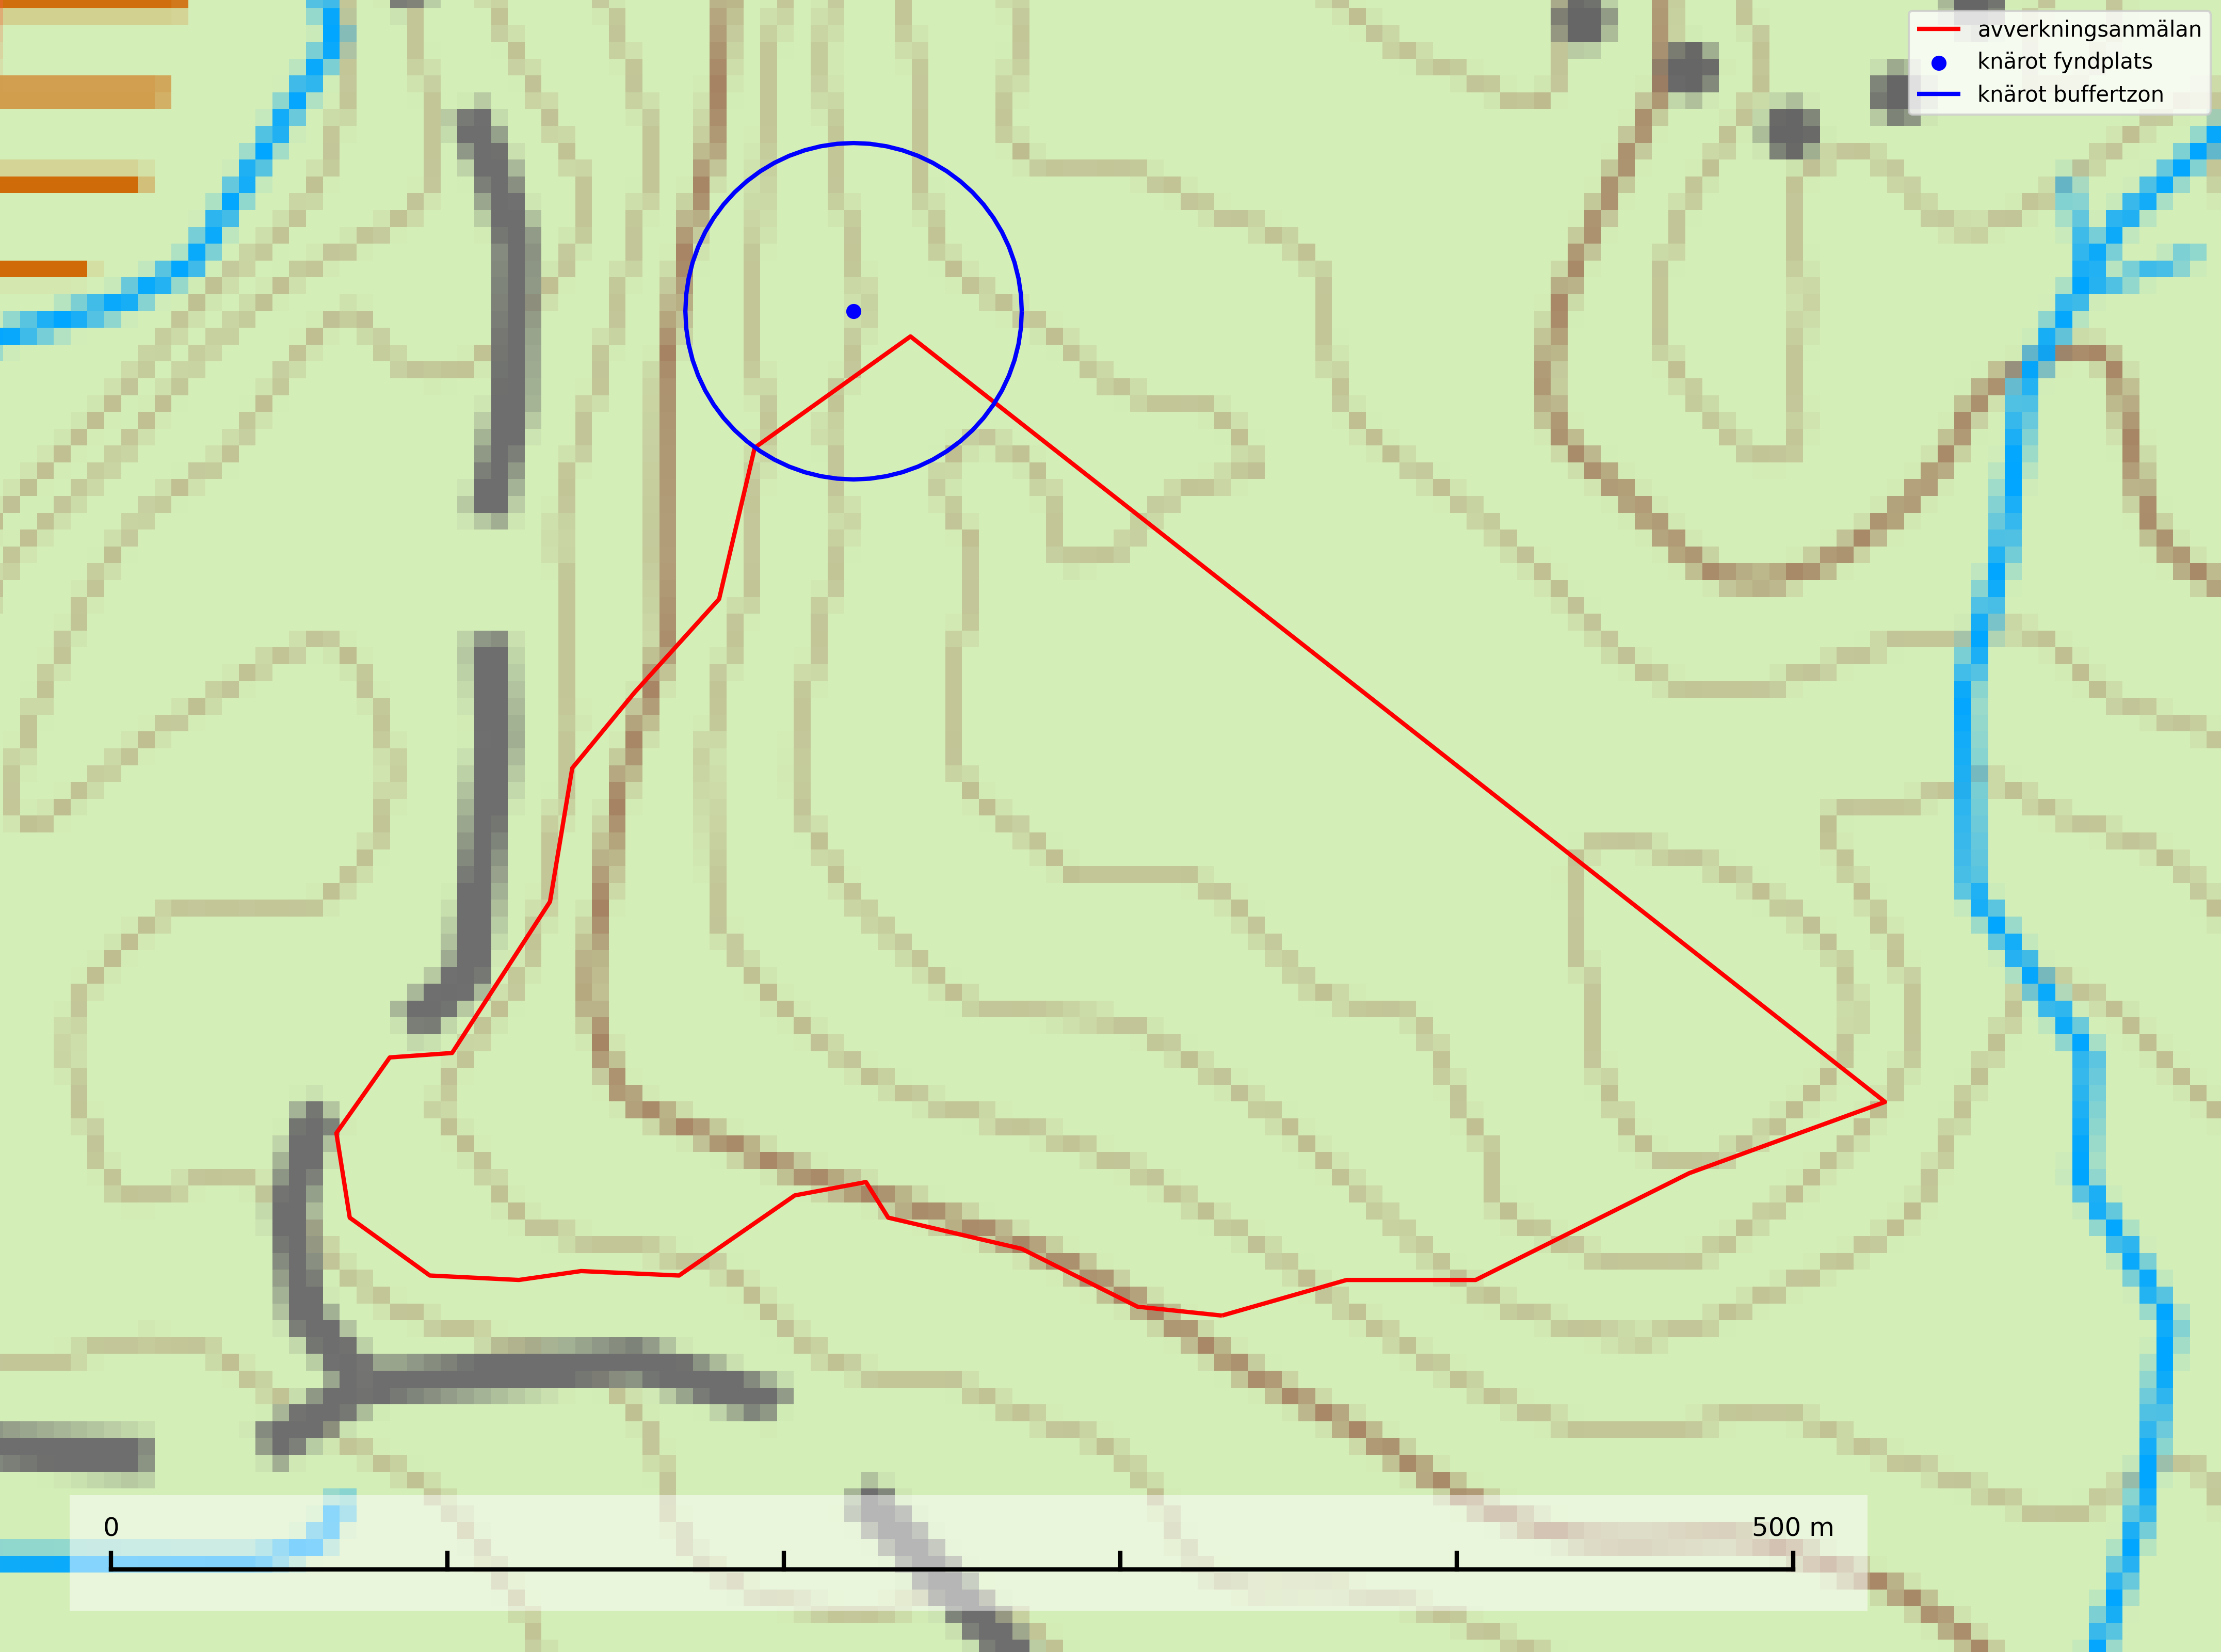 avverkningsanmälan
knärot fyndplats
knärot buffertzon
0
500 m